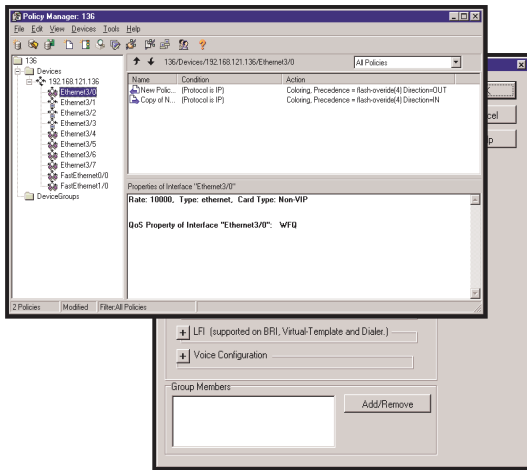 Policy Manager: 136
File Edit View Devices Tools Help
136/Devices/192.168.121.136/Ethernet3/0
All Policies
136
Devices
192.168.121.136
Ethernet3/0
Ethernet3/1
Ethernet3/2
Ethernet3/3
Ethernet3/4
Ethernet3/5
Ethernet3/6
Ethernet3/7
FastEthernet0/0
FastEthernet1/0
DeviceGroups
Name Condition Action
New Polic... (Protocol is IP) Coloring, Precedence = flash-overide(4) Direction=OUT
Copy of N... (Protocol is IP) Coloring, Precedence = flash-overide(4) Direction=IN
Properties of Interface "Ethernet3/0"
Rate: 10000, Type: ethernet, Card Type: Non-VIP
QoS Property of Interface "Ethernet3/0": WFQ
2 Policies Modified Filter:All Policies
cel
p
LFI (supported on BRI, Virtual-Template and Dialer.)
Voice Configuration
Group Members
Add/Remove